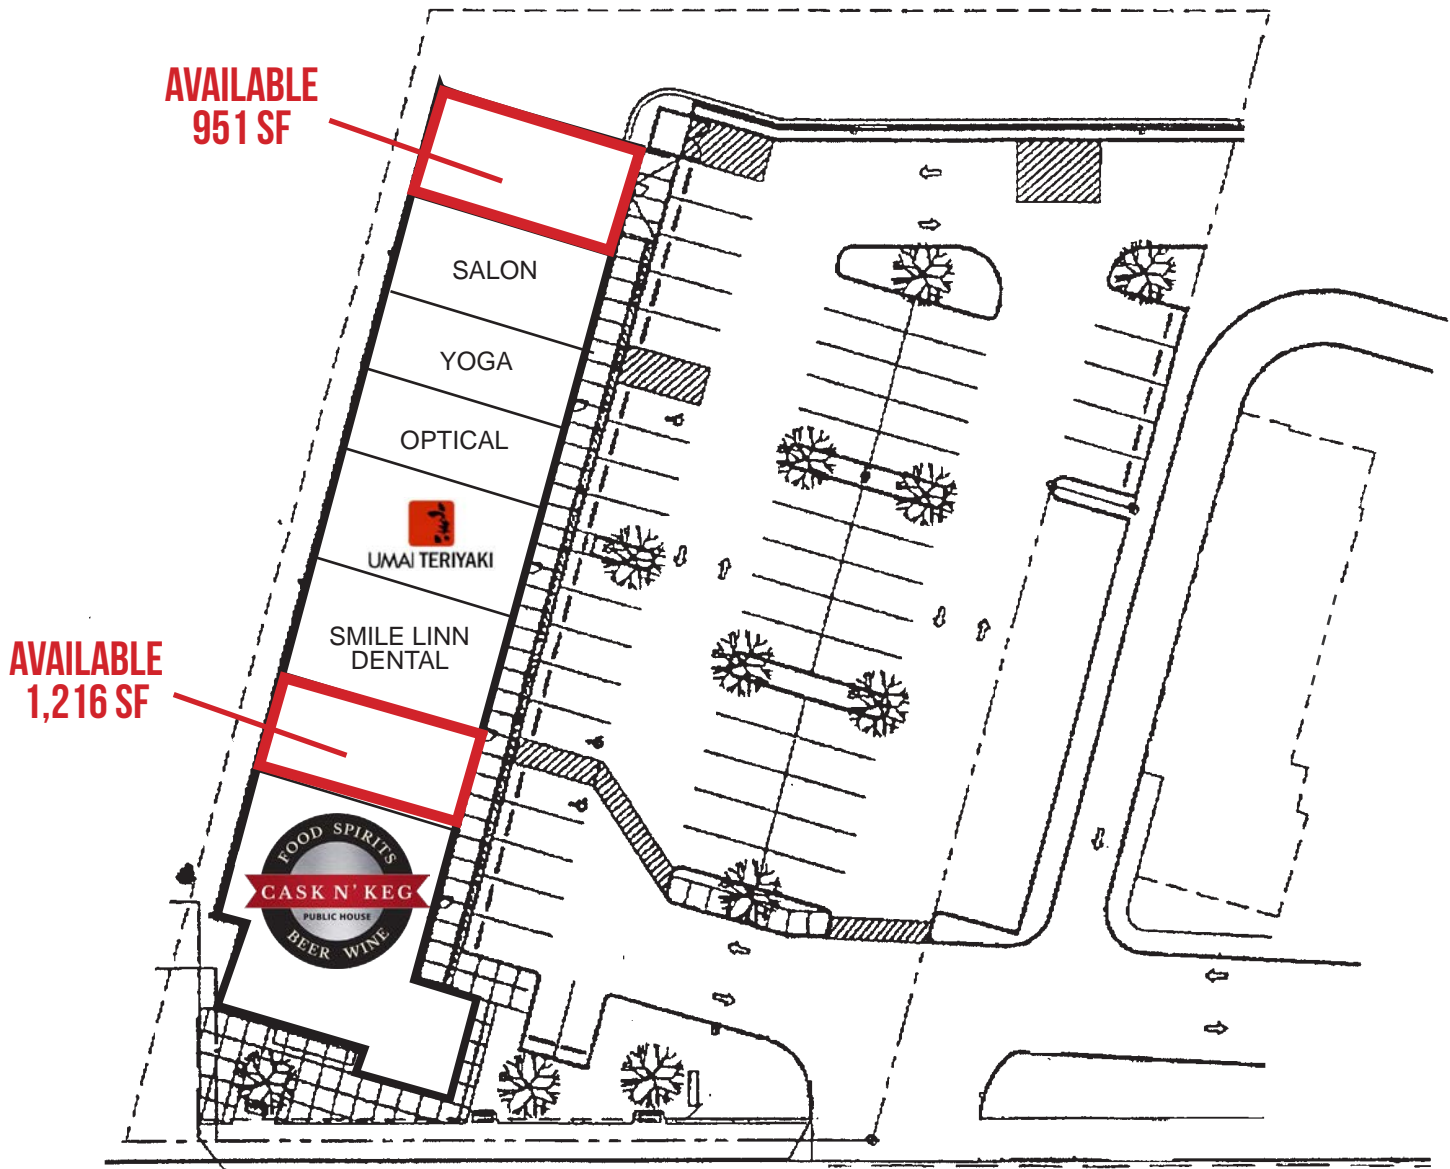 AVAILABLE
951 SF
SALON
YOGA
OPTICAL
UMAI TERIYAKI
SMILE LINN
DENTAL
AVAILABLE
1,216 SF
FOOD SPIRITS
CASK N' KEG
PUBLIC HOUSE
BEER WINE